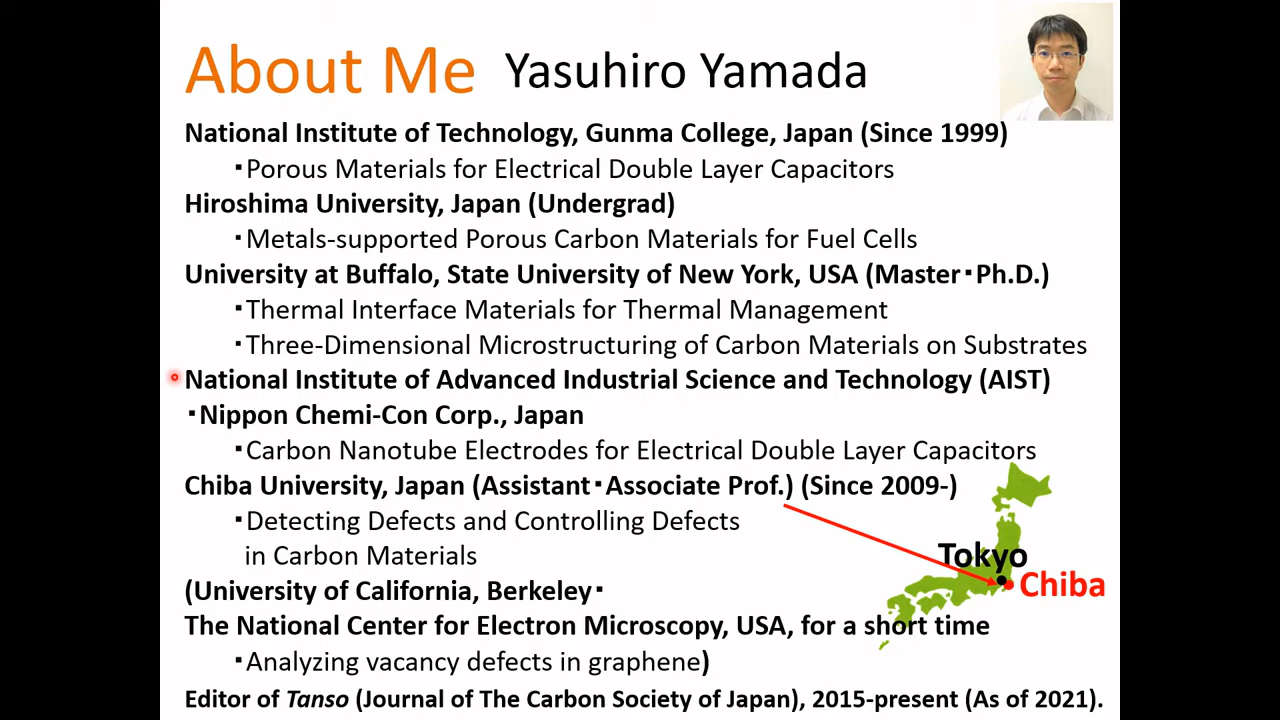 About Me Yasuhiro Yamada
National Institute of Technology, Gunma College, Japan (Since 1999)
・Porous Materials for Electrical Double Layer Capacitors
Hiroshima University, Japan (Undergrad)
・Metals-supported Porous Carbon Materials for Fuel Cells
University at Buffalo, State University of New York, USA (Master・Ph.D.)
・Thermal Interface Materials for Thermal Management
・Three-Dimensional Microstructuring of Carbon Materials on Substrates
National Institute of Advanced Industrial Science and Technology (AIST)
・Nippon Chemi-Con Corp., Japan
・Carbon Nanotube Electrodes for Electrical Double Layer Capacitors
Chiba University, Japan (Assistant・Associate Prof.) (Since 2009-)
・Detecting Defects and Controlling Defects
in Carbon Materials
Tokyo
Chiba
(University of California, Berkeley・
The National Center for Electron Microscopy, USA, for a short time
・Analyzing vacancy defects in graphene)
Editor of Tanso (Journal of The Carbon Society of Japan), 2015-present (As of 2021).